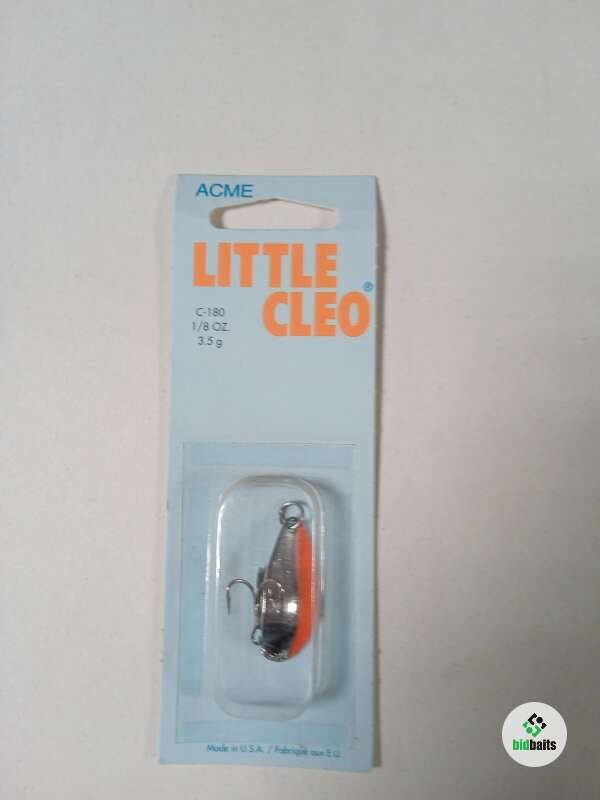 ACME
LITTLE
CLEO®
C-180
1/8 OZ.
3.5 g
Made in U.S.A. / Fabriqué aux E.U.
bidbaits